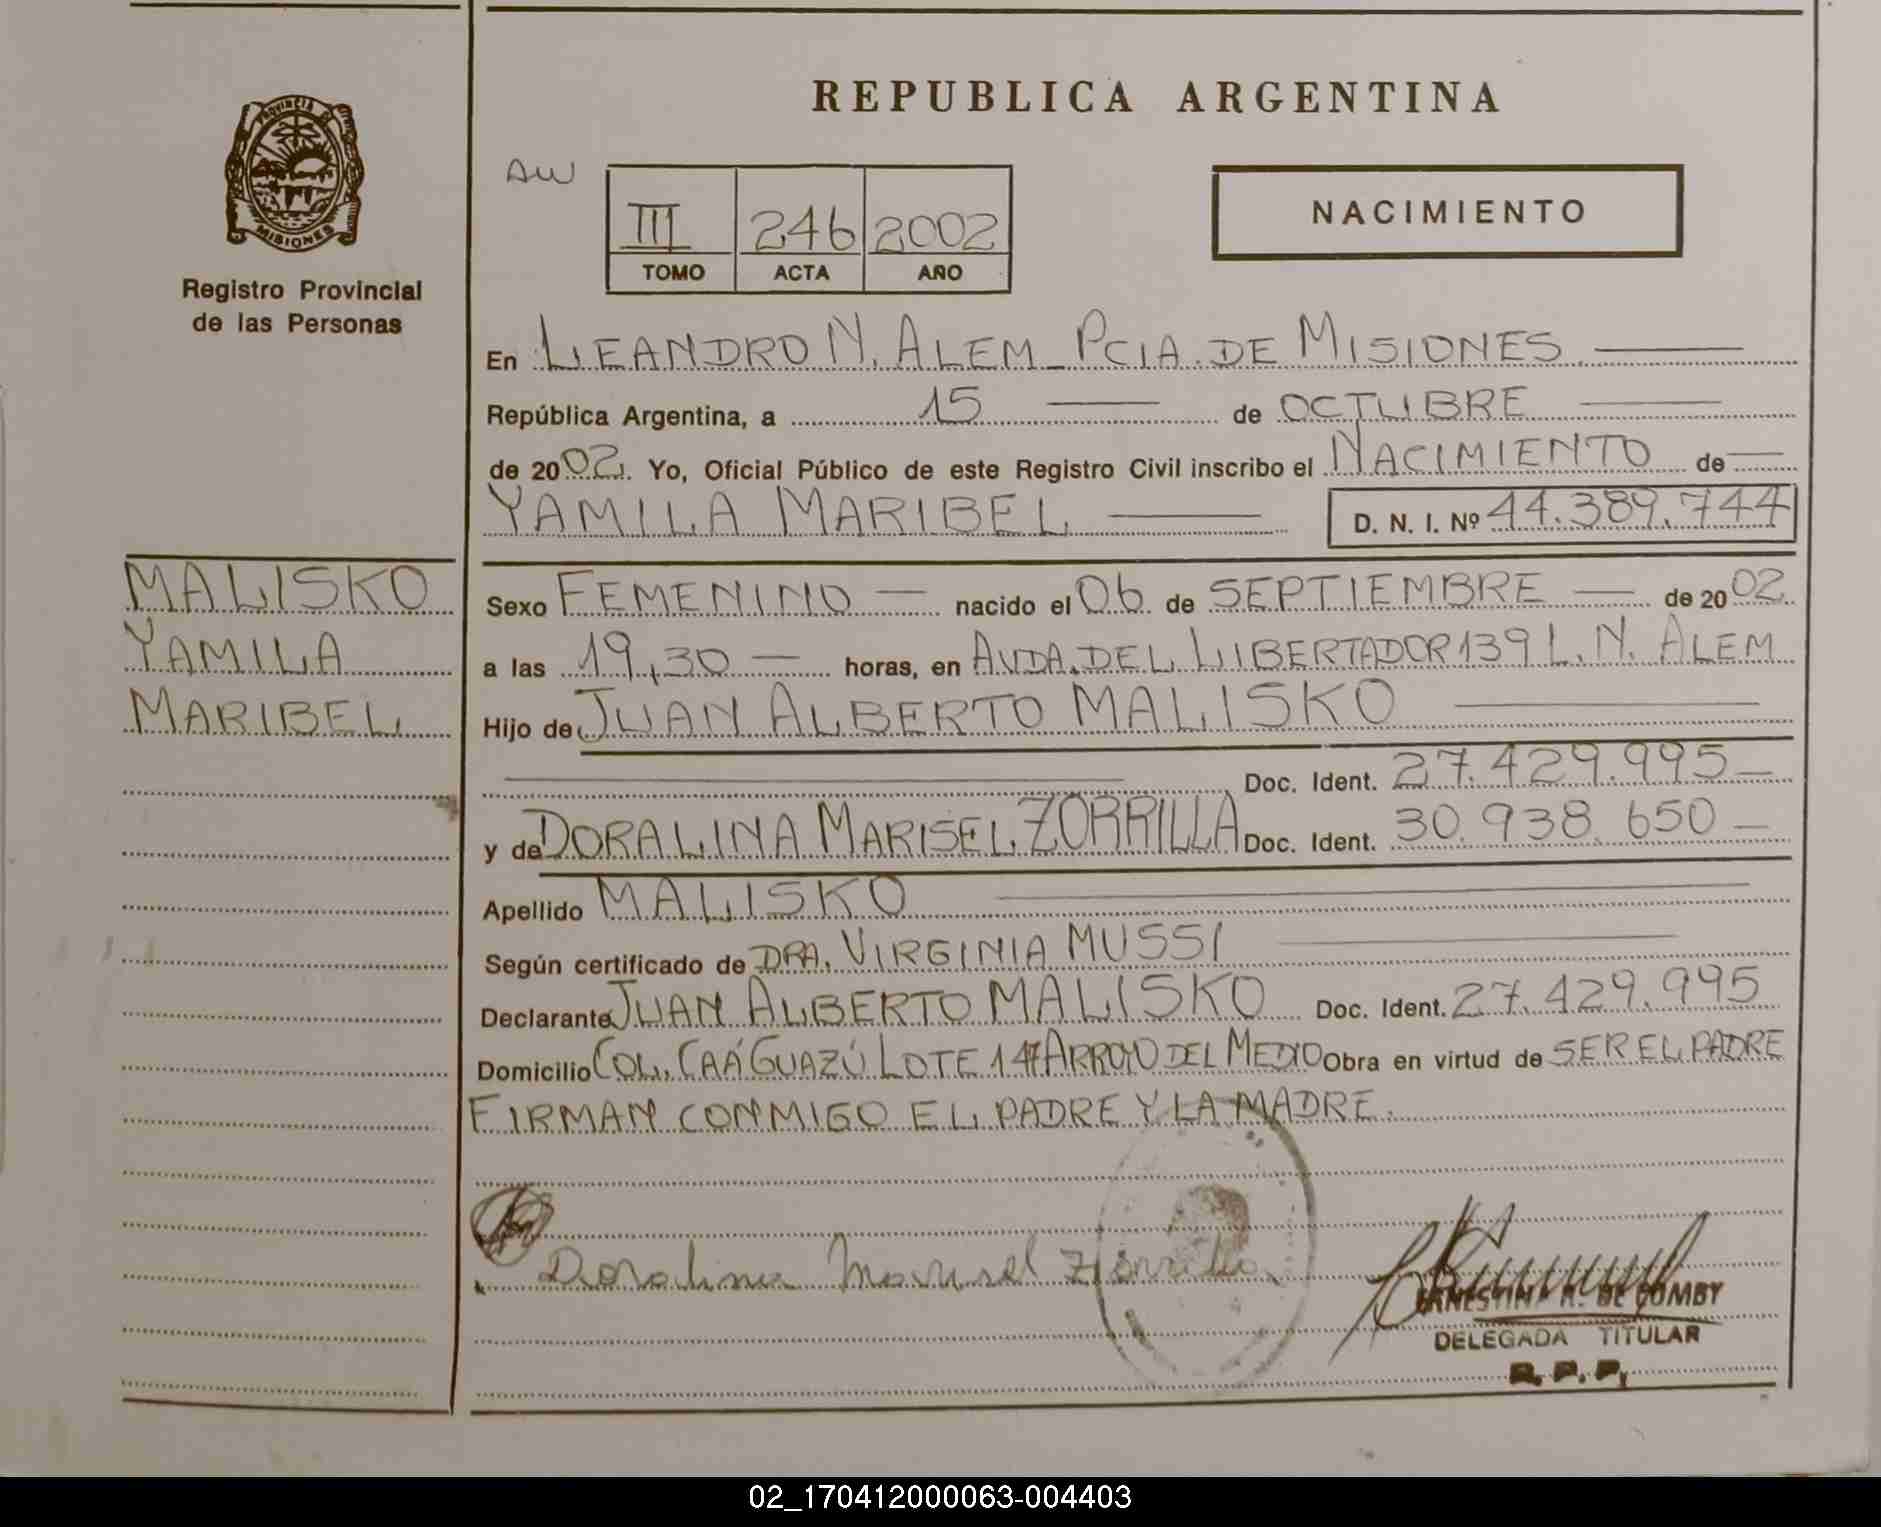 REPUBLICA ARGENTINA
PROVINCIA DE
MISIONES
Registro Provincial
de las Personas
AW
III 246 2002
TOMO ACTA AÑO
NACIMIENTO
En LEANDRO N. ALEM - PCIA. DE MISIONES
República Argentina, a 15 de OCTUBRE
de 2002. Yo, Oficial Público de este Registro Civil inscribo el NACIMIENTO de
YAMILA MARIBEL D. N. I. Nº 44.389.744
MALISKO
YAMILA
MARIBEL
Sexo FEMENINO nacido el 06 de SEPTIEMBRE de 2002
a las 19,30 horas, en AVDA. DEL LIBERTADOR 139 L. N. ALEM
Hijo de JUAN ALBERTO MALISKO
Doc. Ident. 27.429.995
y de DORALINA MARISEL ZORRILLA Doc. Ident. 30.938.650
Apellido MALISKO
Según certificado de DRA. VIRGINIA MUSSI
Declarante JUAN ALBERTO MALISKO Doc. Ident. 27.429.995
Domicilio COL. CAÁ GUAZÚ LOTE 147 ARROYO DEL MEDIO Obra en virtud de SER EL PADRE
FIRMAN CONMIGO EL PADRE Y LA MADRE.
Doralina Marisel Zorrilla
ERNESTINA R. DE COMBY
DELEGADA TITULAR
R. P. P.
02_170412000063-004403